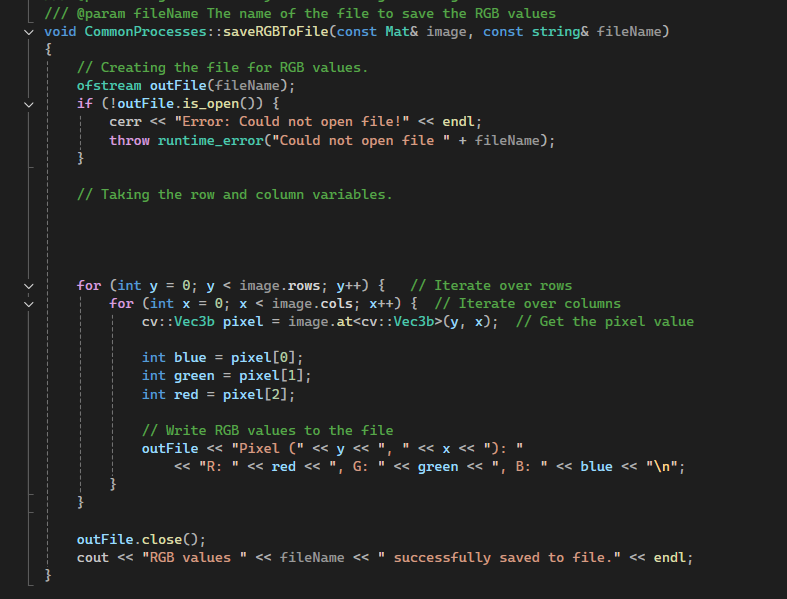 /// @param fileName The name of the file to save the RGB values
void CommonProcesses::saveRGBToFile(const Mat& image, const string& fileName)
{
    // Creating the file for RGB values.
    ofstream outFile(fileName);
    if (!outFile.is_open()) {
        cerr << "Error: Could not open file!" << endl;
        throw runtime_error("Could not open file " + fileName);
    }
    // Taking the row and column variables.
    for (int y = 0; y < image.rows; y++) {   // Iterate over rows
        for (int x = 0; x < image.cols; x++) {  // Iterate over columns
            cv::Vec3b pixel = image.at<cv::Vec3b>(y, x);  // Get the pixel value
            int blue = pixel[0];
            int green = pixel[1];
            int red = pixel[2];
            // Write RGB values to the file
            outFile << "Pixel (" << y << ", " << x << "): "
                << "R: " << red << ", G: " << green << ", B: " << blue << "\n";
        }
    }
    outFile.close();
    cout << "RGB values " << fileName << " successfully saved to file." << endl;
}